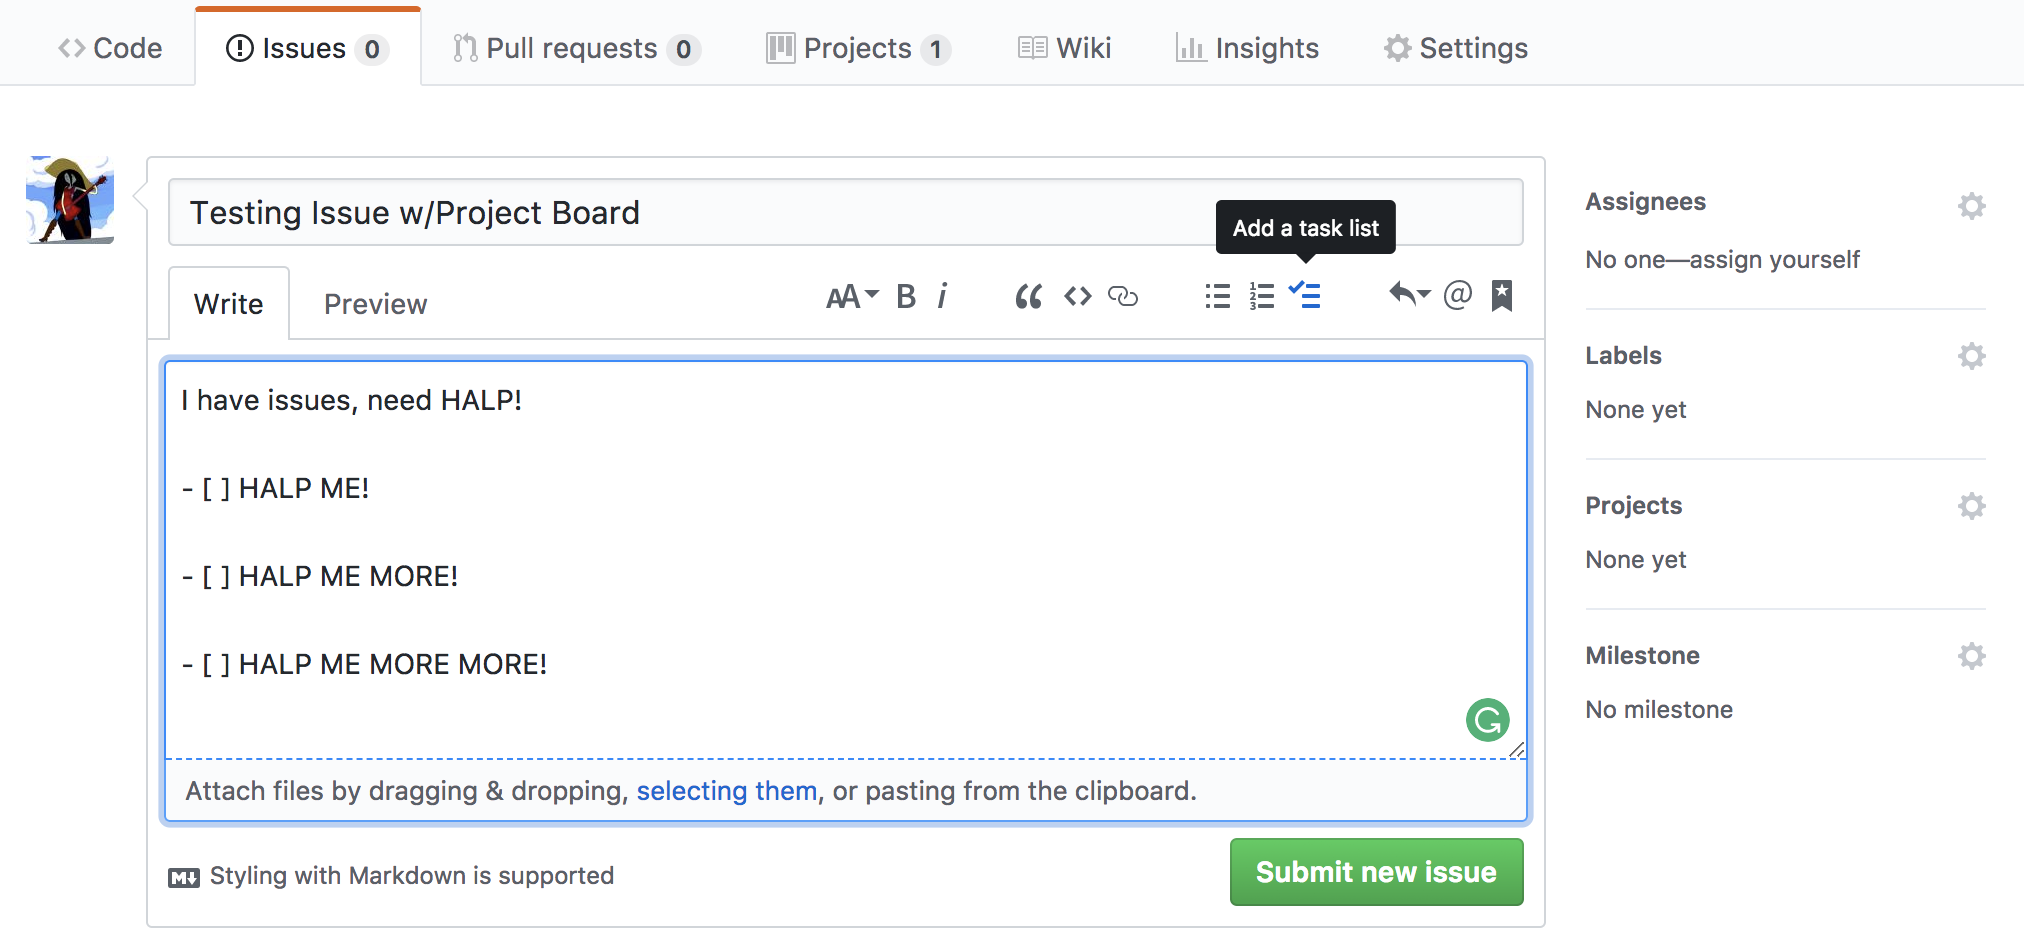 Code Issues 0 Pull requests 0 Projects 1 Wiki Insights Settings
Testing Issue w/Project Board
Add a task list
Write Preview AA B i
I have issues, need HALP!
- [ ] HALP ME!
- [ ] HALP ME MORE!
- [ ] HALP ME MORE MORE!
Attach files by dragging & dropping, selecting them, or pasting from the clipboard.
Styling with Markdown is supported
Submit new issue
Assignees
No one—assign yourself
Labels
None yet
Projects
None yet
Milestone
No milestone